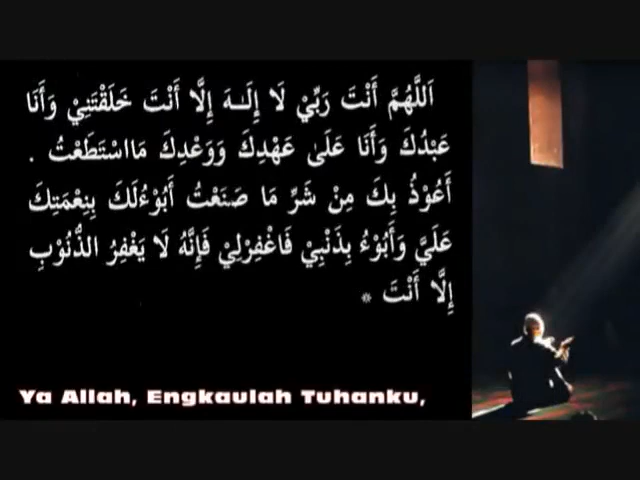 اَللَّهُمَّ أَنْتَ رَبِّيْ لَا إِلَـهَ إِلَّا أَنْتَ خَلَقْتَنِيْ وَأَنَا
عَبْدُكَ وَأَنَا عَلَىٰ عَهْدِكَ وَوَعْدِكَ مَااسْتَطَعْتُ .
أَعُوْذُ بِكَ مِنْ شَرِّ مَا صَنَعْتُ أَبُوْءُلَكَ بِنِعْمَتِكَ
عَلَيَّ وَأَبُوْءُ بِذَنْبِيْ فَاغْفِرْلِيْ فَإِنَّهُ لَا يَغْفِرُ الذُّنُوْبِ
إِلَّا أَنْتَ *
Ya Allah, Engkaulah Tuhanku,